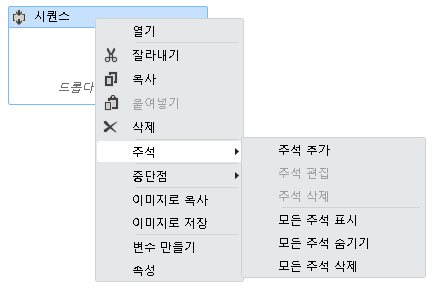 시퀀스
드롭다
열기
잘라내기
복사
붙여넣기
삭제
주석
중단점
이미지로 복사
이미지로 저장
변수 만들기
속성
주석 추가
주석 편집
주석 삭제
모든 주석 표시
모든 주석 숨기기
모든 주석 삭제